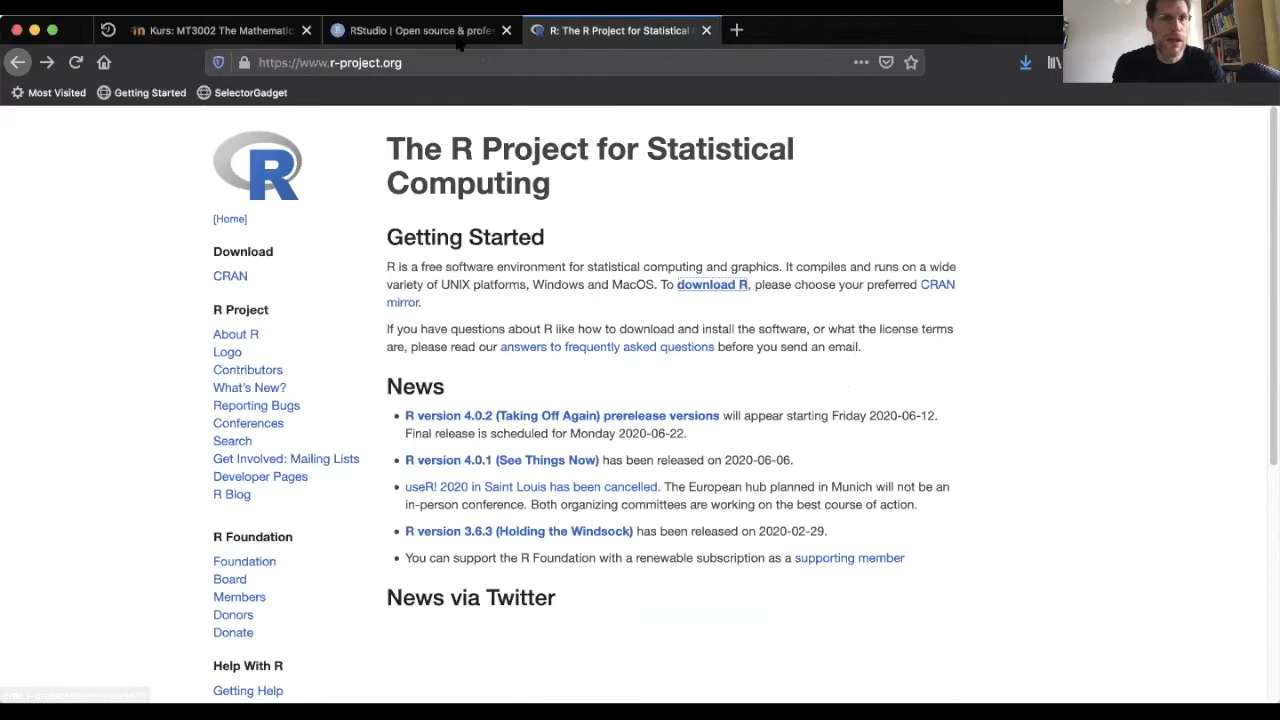 Kurs: MT3002 The Mathematic
RStudio | Open source & profes
R: The R Project for Statistical
https://www.r-project.org
Most Visited
Getting Started
SelectorGadget
R
The R Project for Statistical
Computing
[Home]
Download
CRAN
R Project
About R
Logo
Contributors
What's New?
Reporting Bugs
Conferences
Search
Get Involved: Mailing Lists
Developer Pages
R Blog
R Foundation
Foundation
Board
Members
Donors
Donate
Help With R
Getting Help
Getting Started
R is a free software environment for statistical computing and graphics. It compiles and runs on a wide
variety of UNIX platforms, Windows and MacOS. To download R, please choose your preferred CRAN
mirror.
If you have questions about R like how to download and install the software, or what the license terms
are, please read our answers to frequently asked questions before you send an email.
News
• R version 4.0.2 (Taking Off Again) prerelease versions will appear starting Friday 2020-06-12.
Final release is scheduled for Monday 2020-06-22.
• R version 4.0.1 (See Things Now) has been released on 2020-06-06.
• useR! 2020 in Saint Louis has been cancelled. The European hub planned in Munich will not be an
in-person conference. Both organizing committees are working on the best course of action.
• R version 3.6.3 (Holding the Windsock) has been released on 2020-02-29.
• You can support the R Foundation with a renewable subscription as a supporting member
News via Twitter